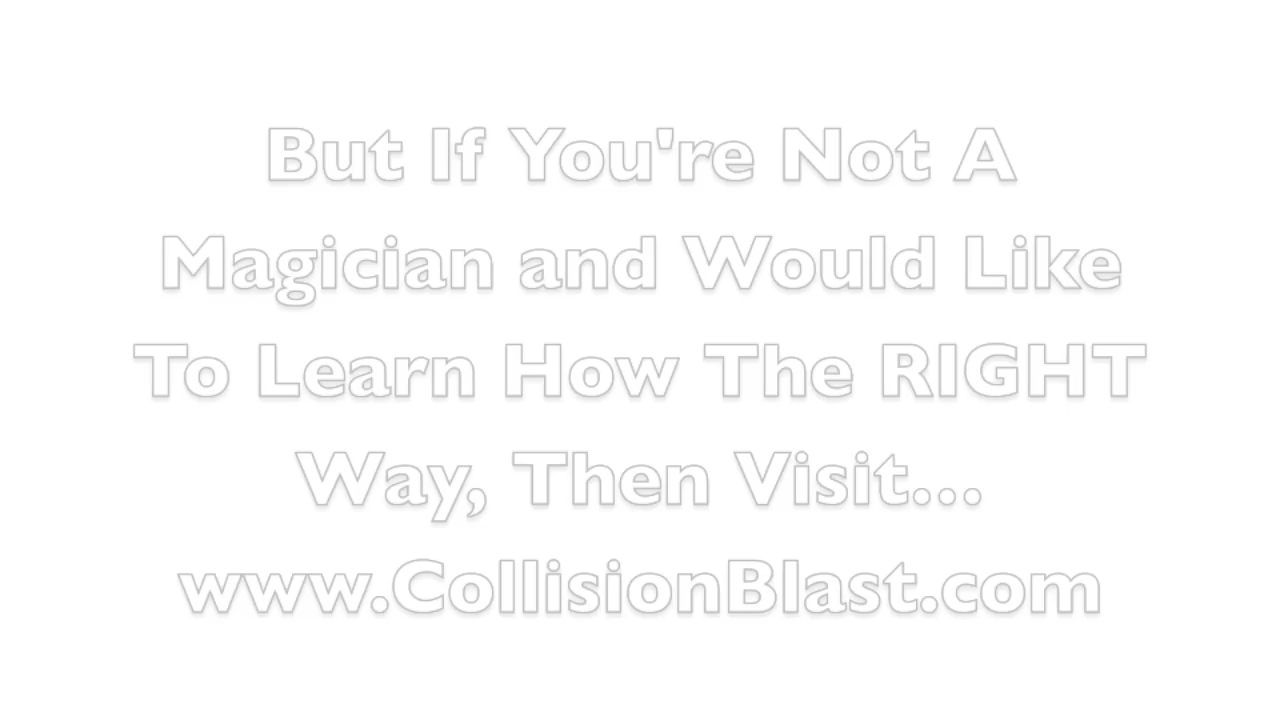 But If You're Not A
Magician and Would Like
To Learn How The RIGHT
Way, Then Visit...
www.CollisionBlast.com